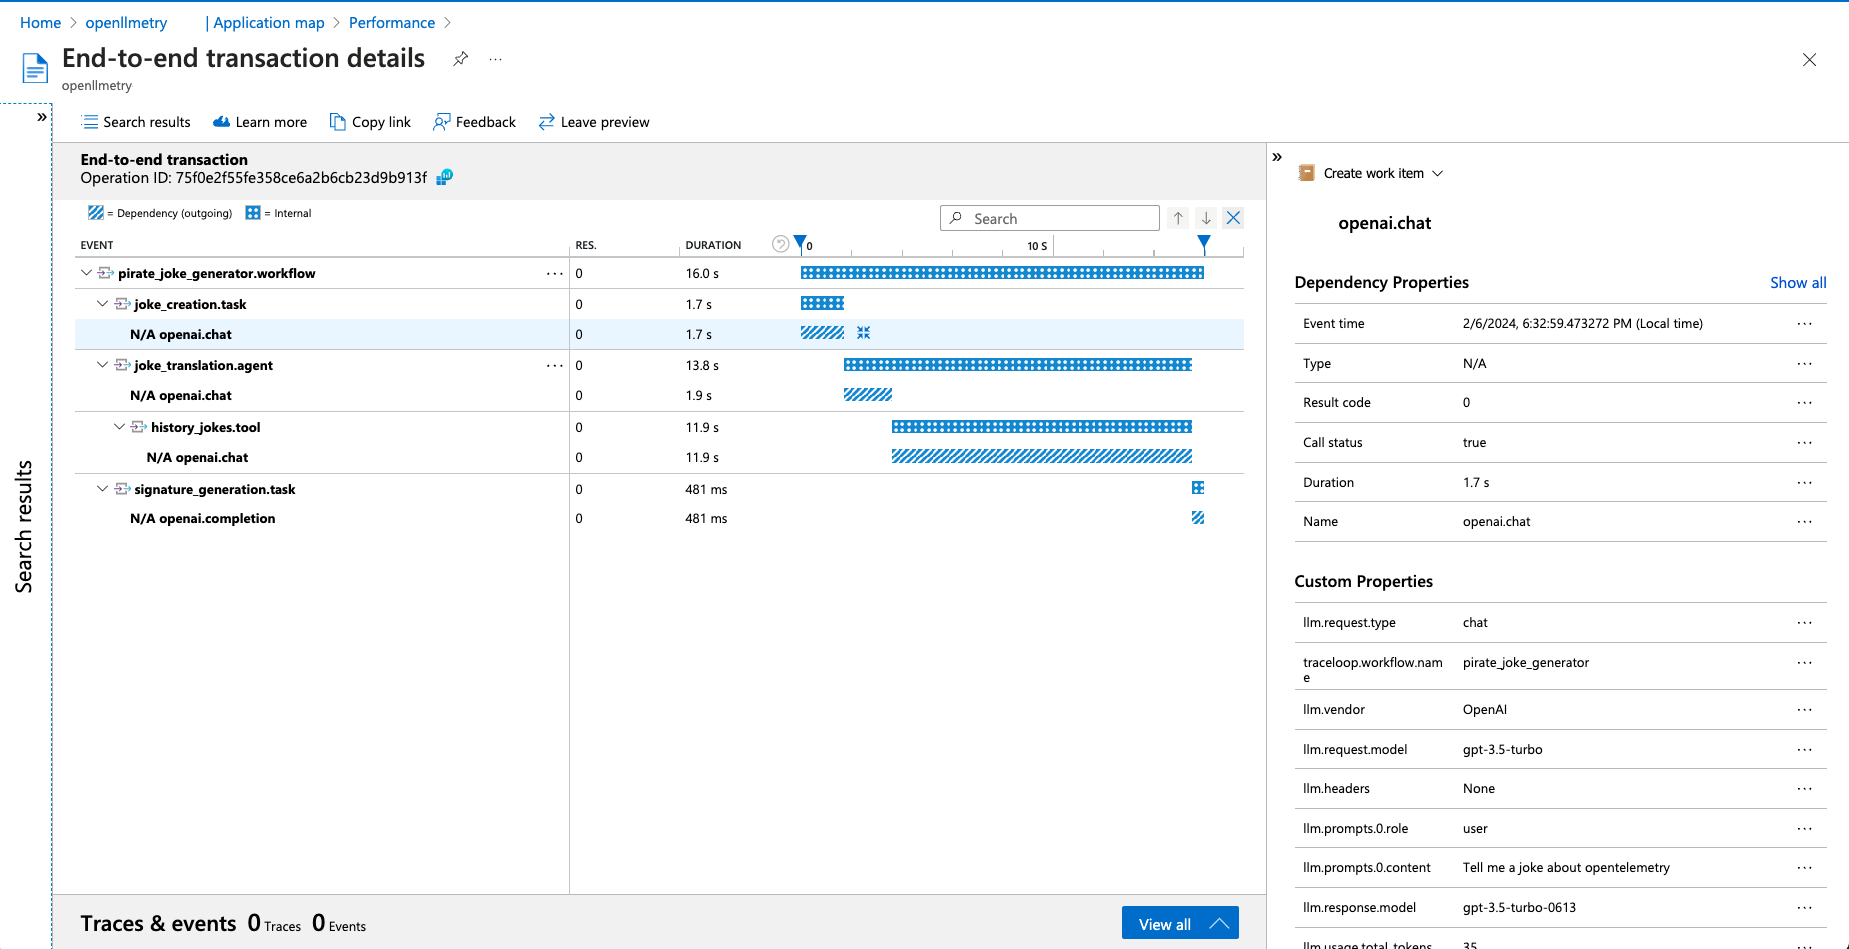 Home > openllmetry | Application map > Performance >
End-to-end transaction details
openllmetry
Search results Learn more Copy link Feedback Leave preview
Search results
End-to-end transaction
Operation ID: 75f0e2f55fe358ce6a2b6cb23d9b913f
= Dependency (outgoing) = Internal
Search
EVENT RES. DURATION 0 10 S
pirate_joke_generator.workflow ... 0 16.0 s
joke_creation.task 0 1.7 s
N/A openai.chat 0 1.7 s
joke_translation.agent ... 0 13.8 s
N/A openai.chat 0 1.9 s
history_jokes.tool 0 11.9 s
N/A openai.chat 0 11.9 s
signature_generation.task 0 481 ms
N/A openai.completion 0 481 ms
Traces & events 0 Traces 0 Events
View all
Create work item
openai.chat
Dependency Properties Show all
Event time 2/6/2024, 6:32:59.473272 PM (Local time) ...
Type N/A ...
Result code 0 ...
Call status true ...
Duration 1.7 s ...
Name openai.chat ...
Custom Properties
llm.request.type chat ...
traceloop.workflow.nam pirate_joke_generator ...
e
llm.vendor OpenAI ...
llm.request.model gpt-3.5-turbo ...
llm.headers None ...
llm.prompts.0.role user ...
llm.prompts.0.content Tell me a joke about opentelemetry ...
llm.response.model gpt-3.5-turbo-0613 ...
llm.usage.total_tokens 35